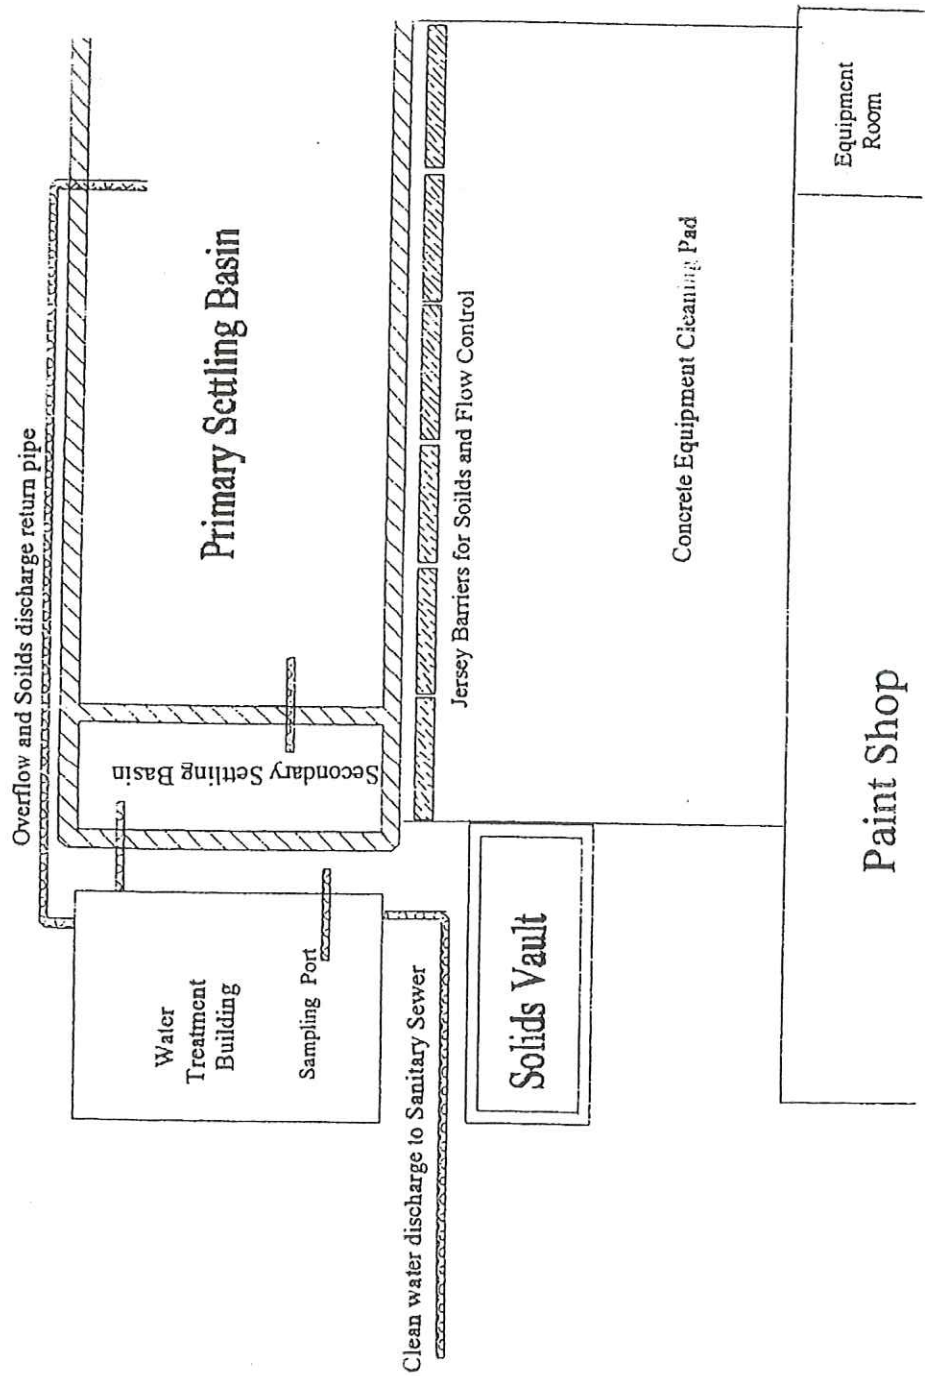 Overflow and Soilds discharge return pipe
Primary Settling Basin
Secondary Settling Basin
Water
Treatment
Building
Sampling Port
Clean water discharge to Sanitary Sewer
Jersey Barriers for Soilds and Flow Control
Solids Vault
Concrete Equipment Cleaning Pad
Equipment
Room
Paint Shop